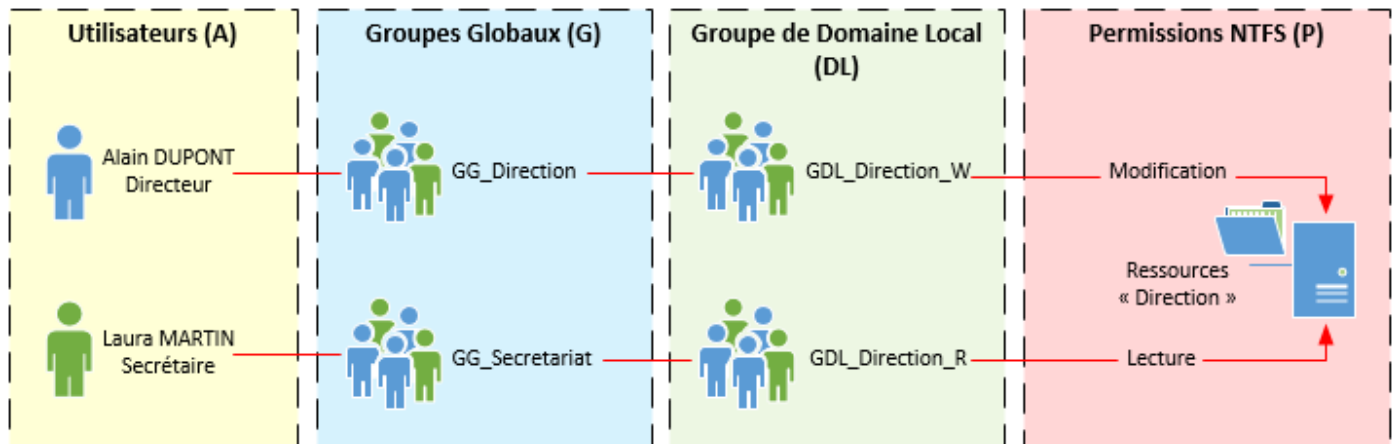 Utilisateurs (A)
Groupes Globaux (G)
Groupe de Domaine Local
(DL)
Permissions NTFS (P)
Alain DUPONT
Directeur
GG_Direction
GDL_Direction_W
Modification
Ressources
« Direction »
Laura MARTIN
Secrétaire
GG_Secretariat
GDL_Direction_R
Lecture